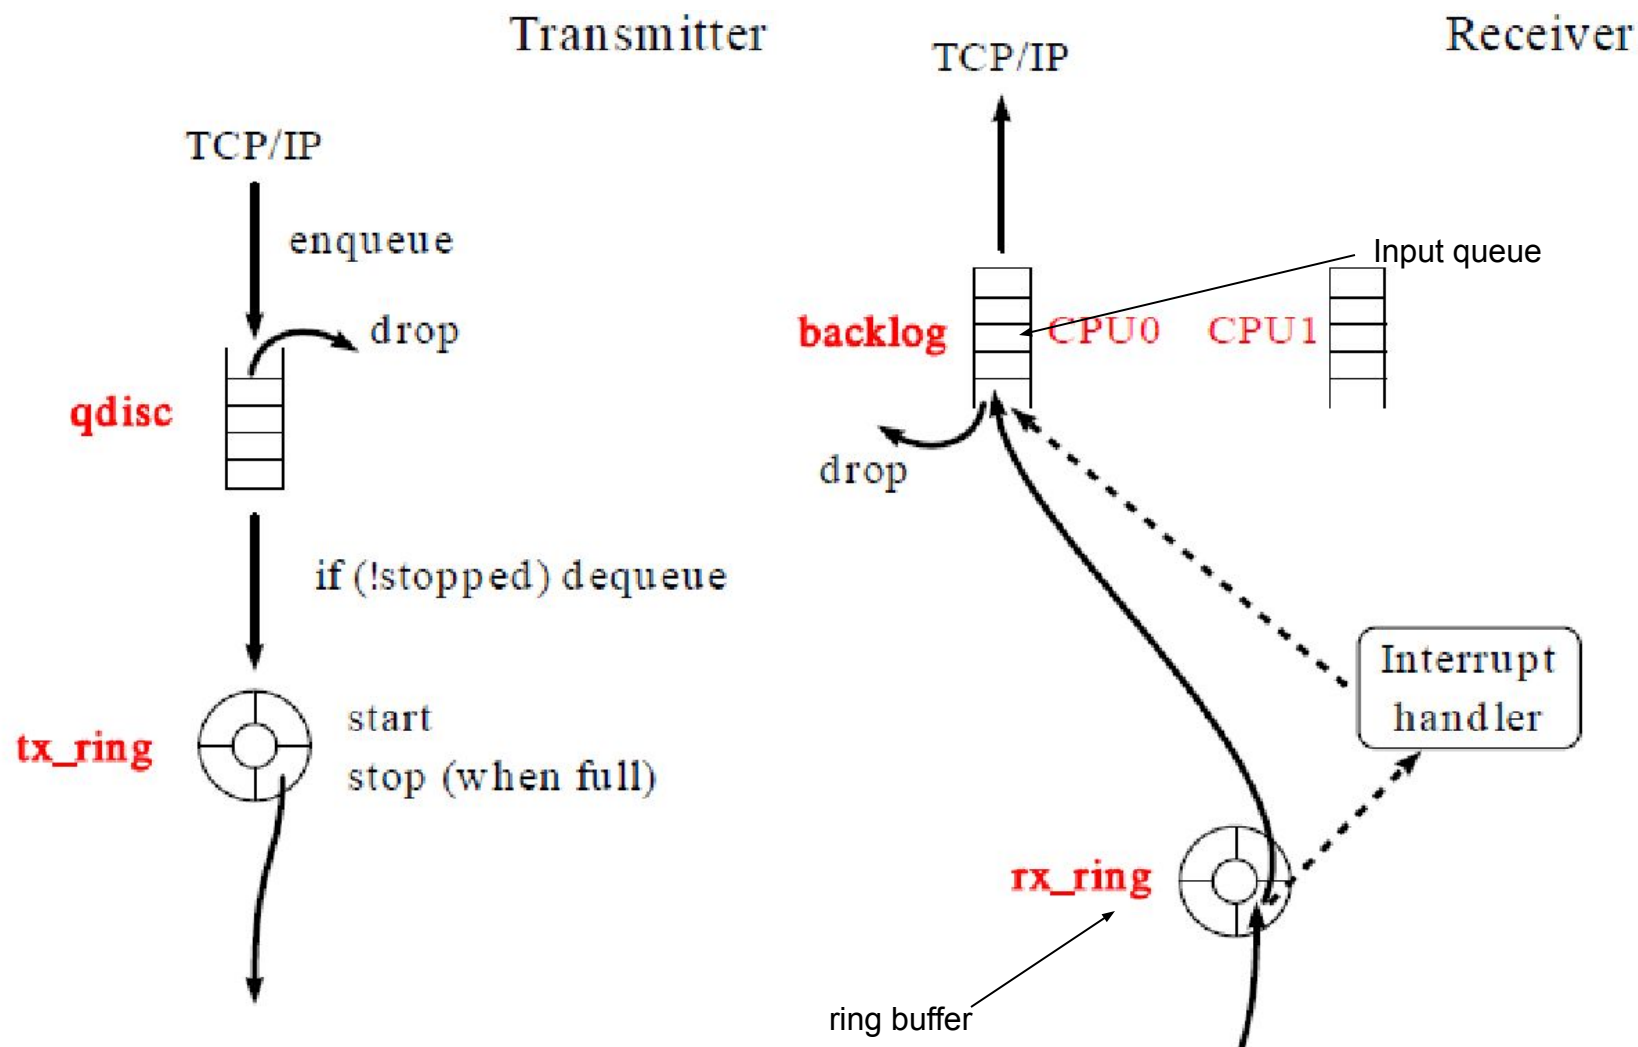 Transmitter
TCP/IP
enqueue
drop
qdisc
if (!stopped) dequeue
tx_ring
start
stop (when full)
Receiver
TCP/IP
Input queue
backlog
CPU0
CPU1
drop
Interrupt
handler
rx_ring
ring buffer